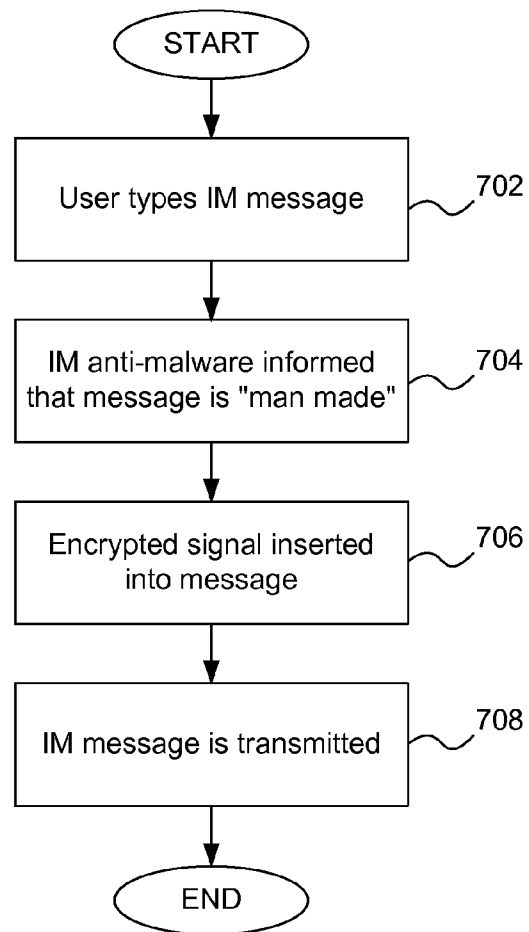 START
User types IM message
702
IM anti-malware informed
that message is "man made"
704
Encrypted signal inserted
into message
706
IM message is transmitted
708
END